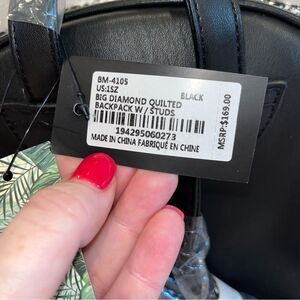 BM-4105
US:1SZ BLACK
BIG DIAMOND QUILTED
BACKPACK W / STUDS
194295060273
MADE IN CHINA FABRIQUÉ EN CHINE
MSRP:$169.00